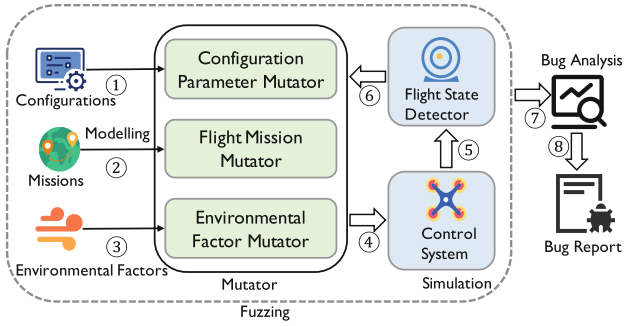 Configurations
①
Configuration
Parameter Mutator
⑥
Flight State
Detector
Bug Analysis
⑦
Missions
Modelling
②
Flight Mission
Mutator
⑤
⑧
Environmental Factors
③
Environmental
Factor Mutator
④
Control
System
Bug Report
Mutator
Simulation
Fuzzing